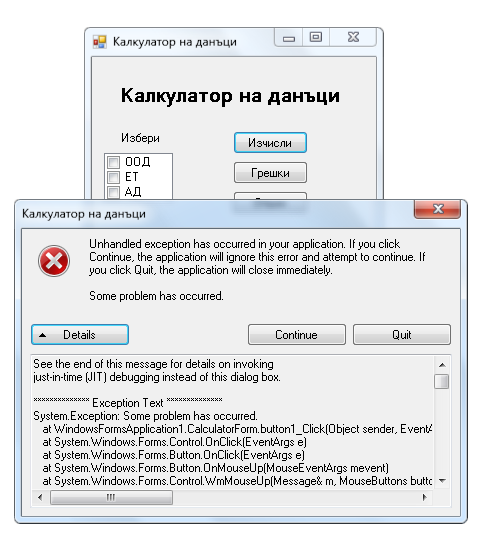 Калкулатор на данъци
Калкулатор на данъци
Избери
ООД
ЕТ
АД
Изчисли
Грешки
Калкулатор на данъци
Unhandled exception has occurred in your application. If you click
Continue, the application will ignore this error and attempt to continue. If
you click Quit, the application will close immediately.
Some problem has occurred.
Details
Continue
Quit
See the end of this message for details on invoking
just-in-time (JIT) debugging instead of this dialog box.
************** Exception Text **************
System.Exception: Some problem has occurred.
at WindowsFormsApplication1.CalculatorForm.button1_Click(Object sender,
at System.Windows.Forms.Control.OnClick(EventArgs e)
at System.Windows.Forms.Button.OnClick(EventArgs e)
at System.Windows.Forms.Button.OnMouseUp(MouseEventArgs mevent)
at System.Windows.Forms.Control.WmMouseUp(Message& m, MouseButtons